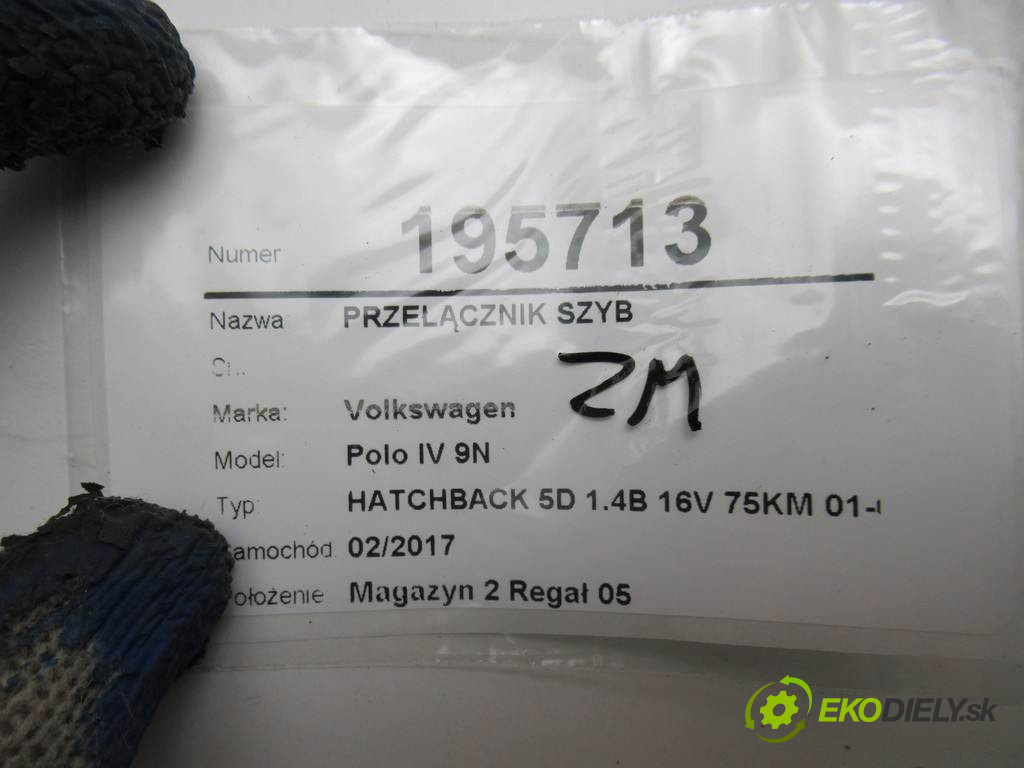 Numer 195713
Nazwa PRZELĄCZNIK SZYB
ZM
Marka: Volkswagen
Model: Polo IV 9N
Typ HATCHBACK 5D 1.4B 16V 75KM 01-
amochód 02/2017
ołożenie Magazyn 2 Regał 05
EKODIELY.sk